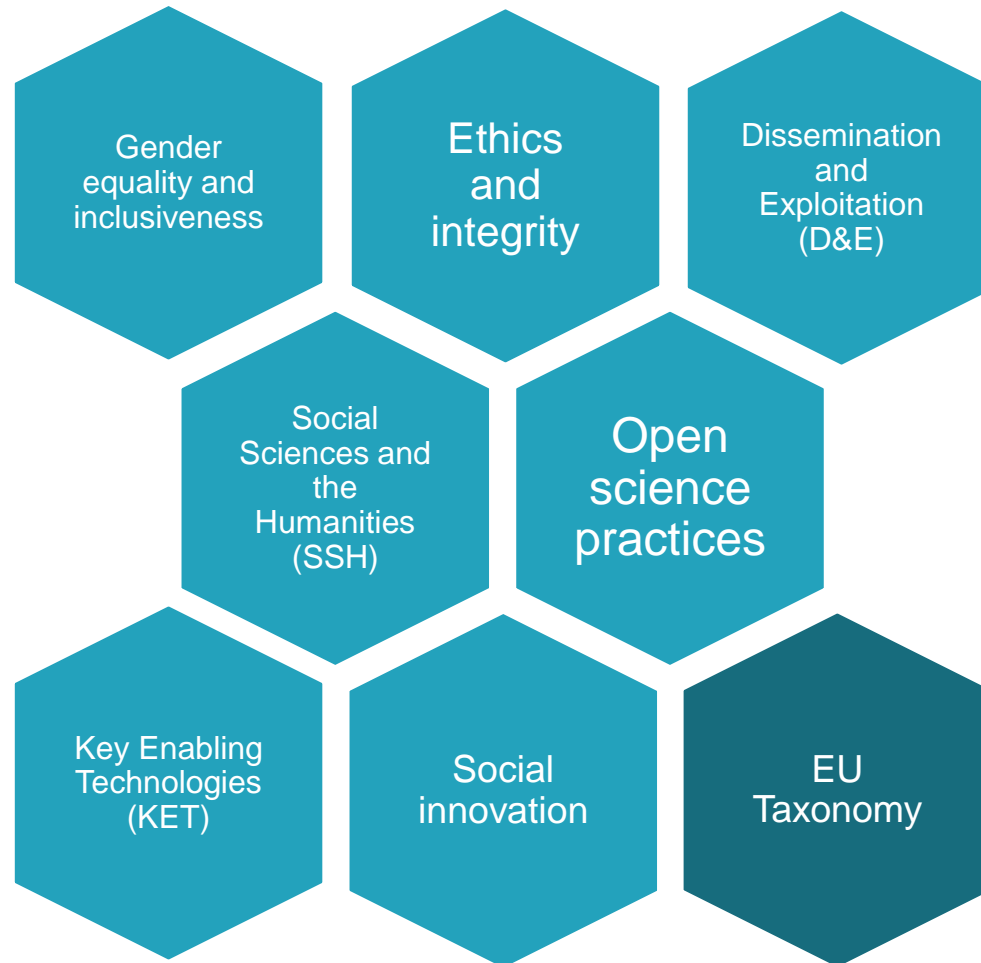 Gender
equality and
inclusiveness
Ethics
and
integrity
Dissemination
and
Exploitation
(D&E)
Social
Sciences and
the
Humanities
(SSH)
Open
science
practices
Key Enabling
Technologies
(KET)
Social
innovation
EU
Taxonomy